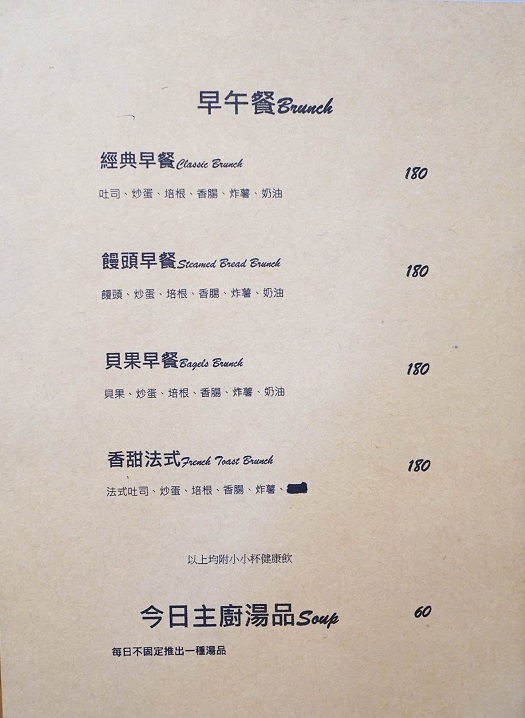 早午餐Brunch
經典早餐Classic Brunch 180
吐司、炒蛋、培根、香腸、炸薯、奶油
饅頭早餐Steamed Bread Brunch 180
饅頭、炒蛋、培根、香腸、炸薯、奶油
貝果早餐Bagels Brunch 180
貝果、炒蛋、培根、香腸、炸薯、奶油
香甜法式French Toast Brunch 180
法式吐司、炒蛋、培根、香腸、炸薯、
以上均附小小杯健康飲
今日主廚湯品Soup 60
每日不固定推出一種湯品